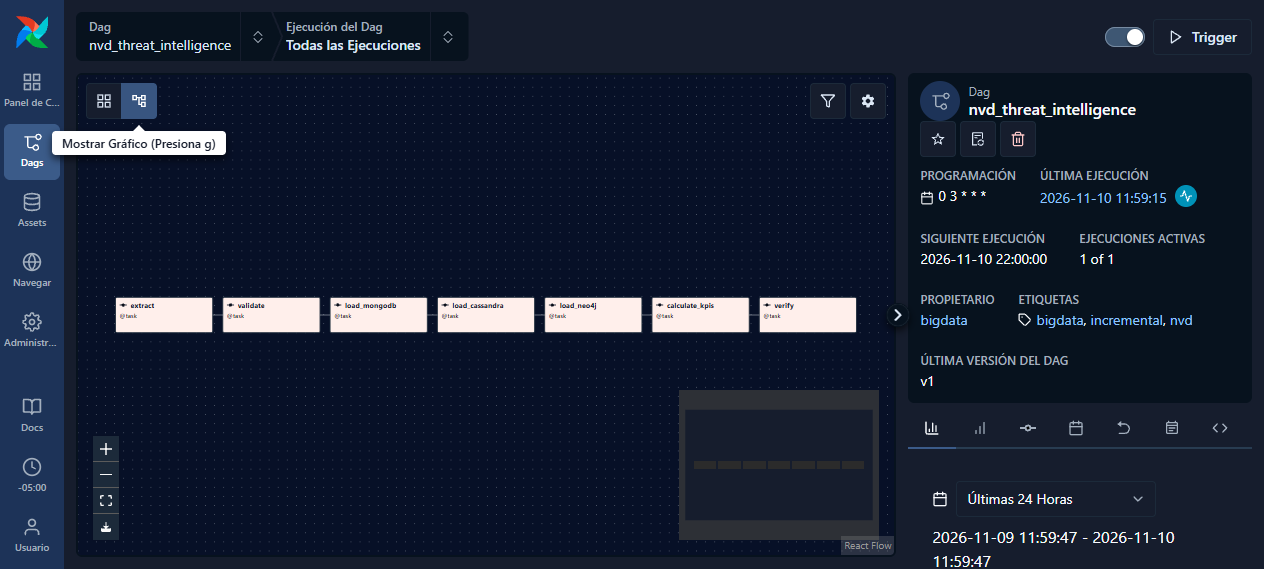 Dag
nvd_threat_intelligence
Ejecución del Dag
Todas las Ejecuciones
Trigger
Panel de C...
Dags
Assets
Navegar
Administr...
Docs
-05:00
Usuario
Mostrar Gráfico (Presiona g)
extract
@task
validate
@task
load_mongodb
@task
load_cassandra
@task
load_neo4j
@task
calculate_kpis
@task
verify
@task
React Flow
Dag
nvd_threat_intelligence
PROGRAMACIÓN
0 3 * * *
ÚLTIMA EJECUCIÓN
2026-11-10 11:59:15
SIGUIENTE EJECUCIÓN
2026-11-10 22:00:00
EJECUCIONES ACTIVAS
1 of 1
PROPIETARIO
bigdata
ETIQUETAS
bigdata, incremental, nvd
ÚLTIMA VERSIÓN DEL DAG
v1
Últimas 24 Horas
2026-11-09 11:59:47 - 2026-11-10
11:59:47